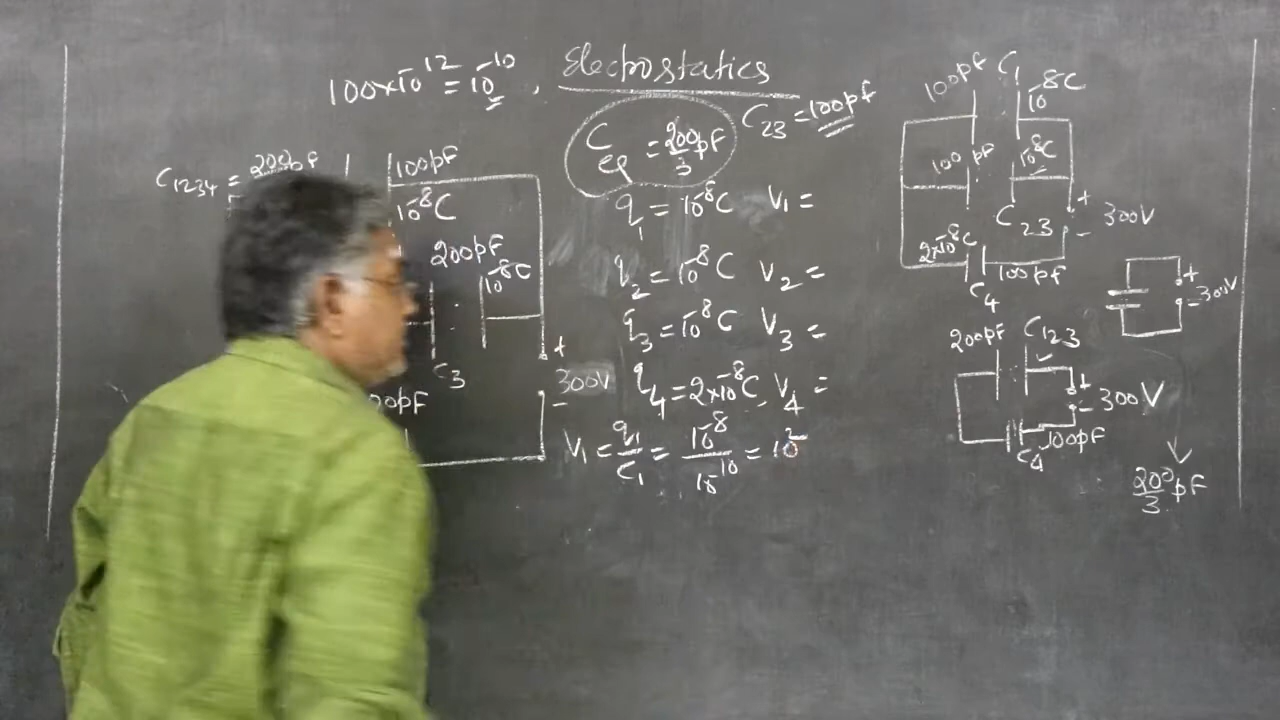 100×10⁻¹² = 10⁻¹⁰, Electrostatics
C₂₃ = 100pF
Ceq = 200/3 pF
C₁₂₃₄ = 200pF
100pF
10⁻⁸C
200pF
10⁻⁸C
C₃
+
300V
-
00pF
q₁ = 10⁻⁸C V₁ =
q₂ = 10⁻⁸C V₂ =
q₃ = 10⁻⁸C V₃ =
q₄ = 2×10⁻⁸C, V₄ =
V₁ = q₁/C₁ = 10⁻⁸/10⁻¹⁰ = 10²
100pF C₁
10⁻⁸C
100 pF 10⁻⁸C
C₂₃ + 300V
-
2×10⁻⁸C 100pF
C₄
+
- 300V
200pF C₁₂₃
+
- 300V
100pF
C₄
200/3 pF